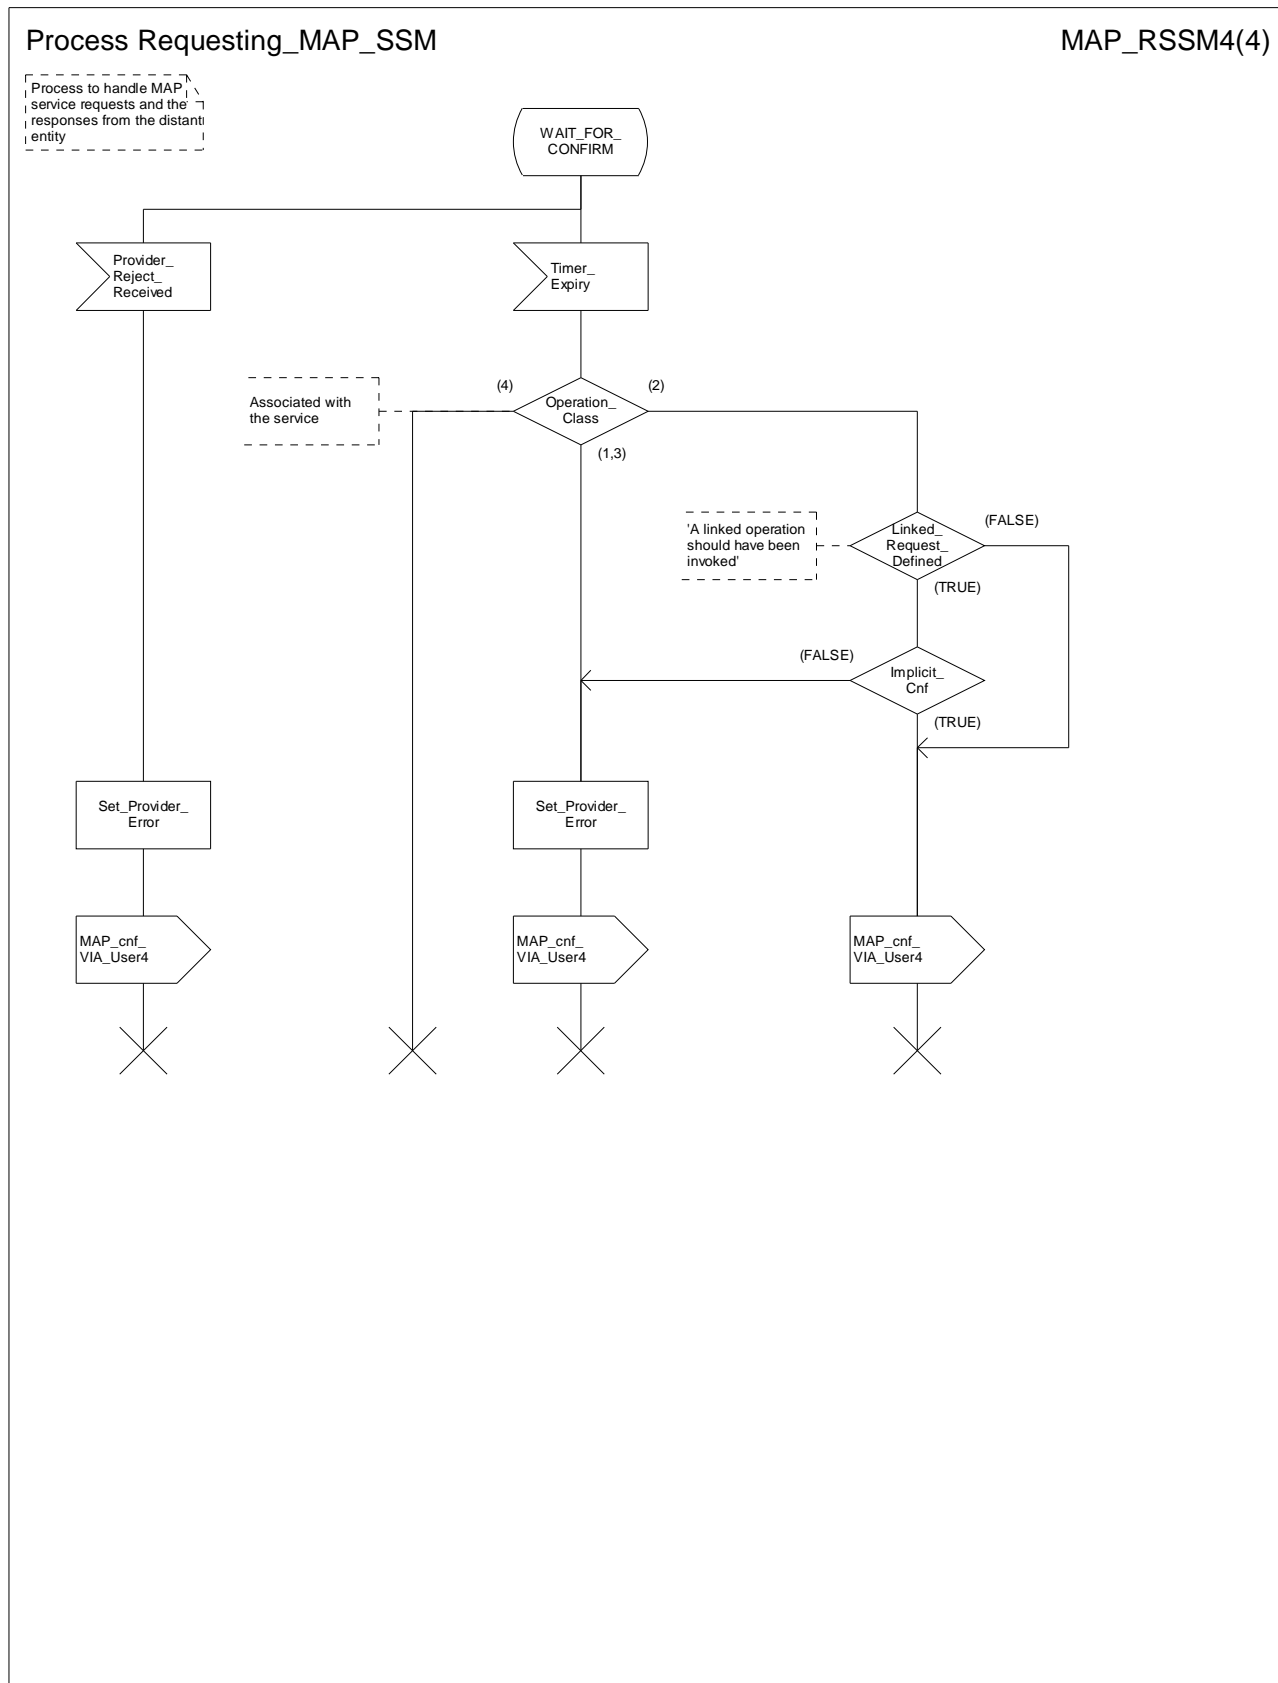 Process Requesting_MAP_SSM
MAP_RSSM4(4)
Process to handle MAP
service requests and the
responses from the distant
entity
WAIT_FOR_
CONFIRM
Provider_
Reject_
Received
Timer_
Expiry
Associated with
the service
(4)
Operation_
Class
(2)
(1,3)
'A linked operation
should have been
invoked'
Linked_
Request_
Defined
(FALSE)
(TRUE)
(FALSE)
Implicit_
Cnf
(TRUE)
Set_Provider_
Error
Set_Provider_
Error
MAP_cnf_
VIA_User4
MAP_cnf_
VIA_User4
MAP_cnf_
VIA_User4